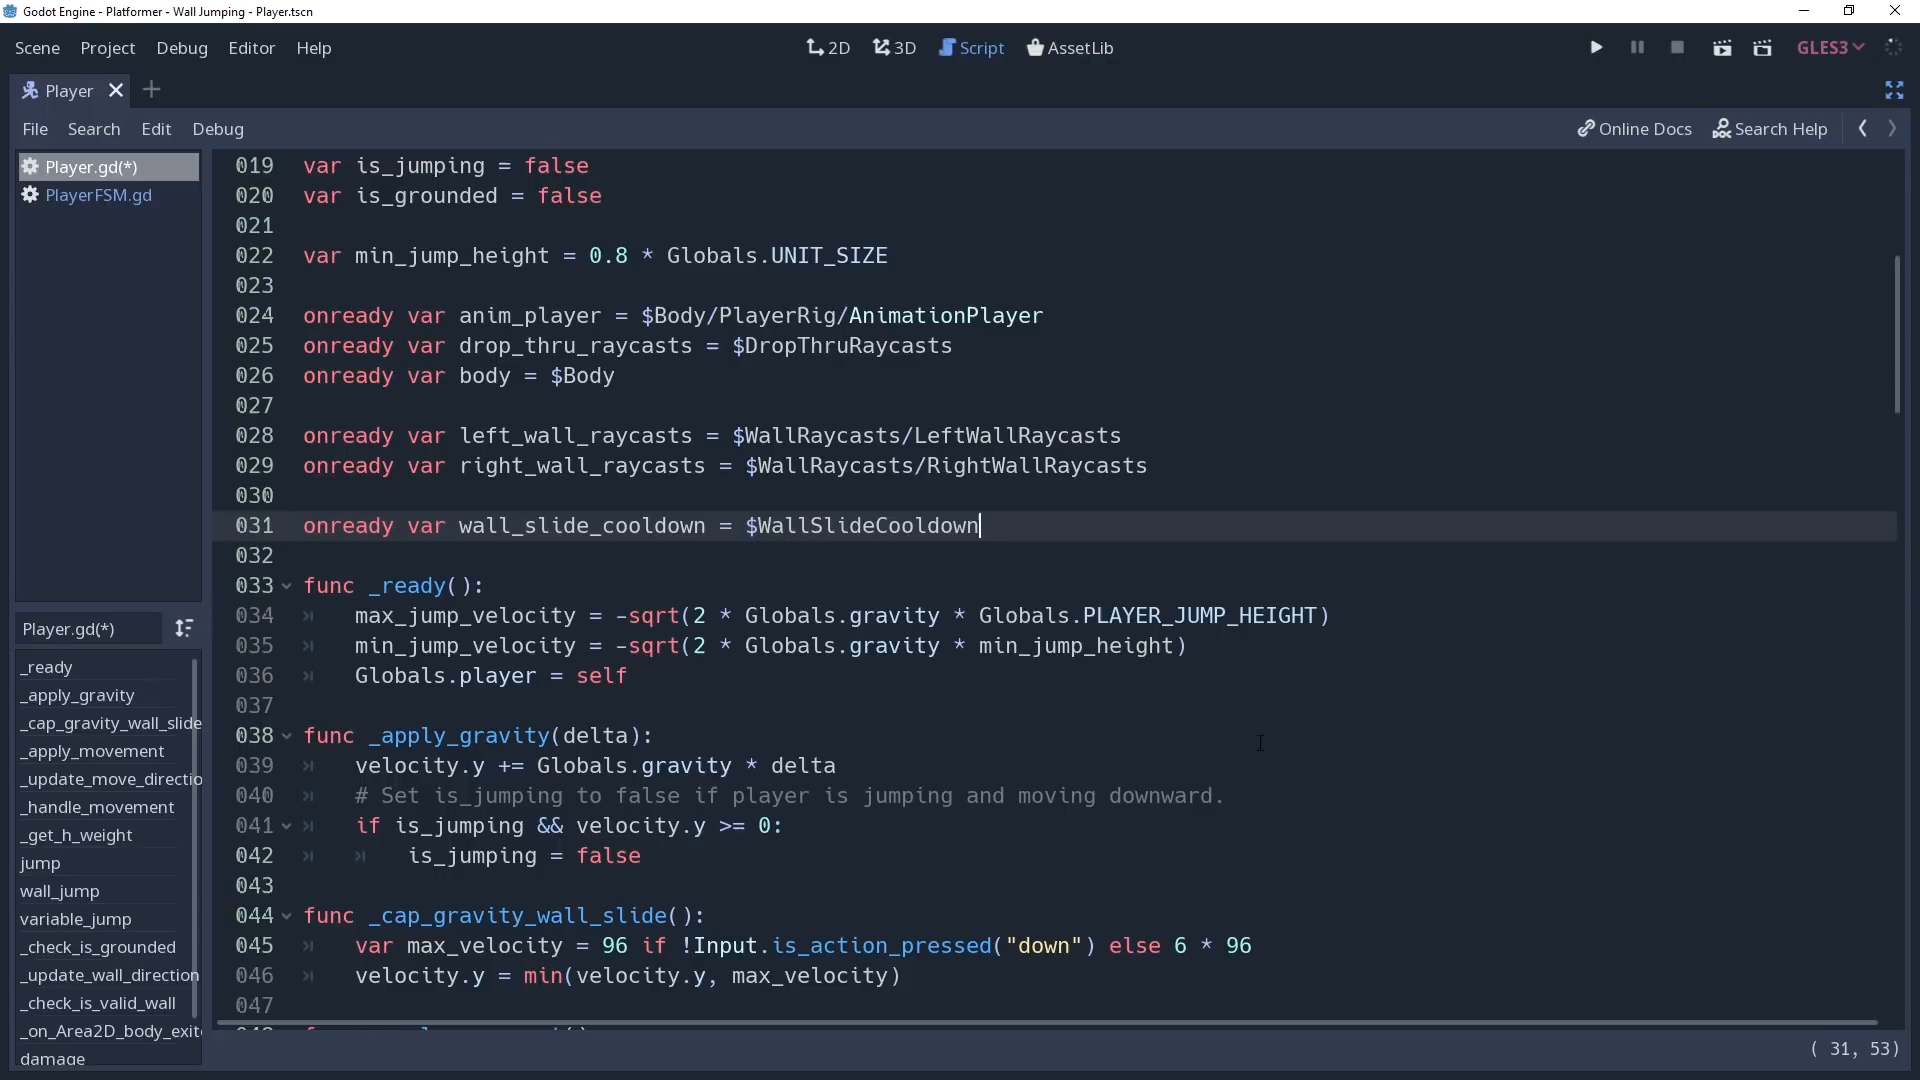 Godot Engine - Platformer - Wall Jumping - Player.tscn
Scene Project Debug Editor Help 2D 3D Script AssetLib GLES3
Player
File Search Edit Debug Online Docs Search Help
Player.gd(*)
PlayerFSM.gd
Player.gd(*)
_ready
_apply_gravity
_cap_gravity_wall_slide
_apply_movement
_update_move_directio
_handle_movement
_get_h_weight
jump
wall_jump
variable_jump
_check_is_grounded
_update_wall_direction
_check_is_valid_wall
_on_Area2D_body_exit
damage
019 var is_jumping = false
020 var is_grounded = false
021
022 var min_jump_height = 0.8 * Globals.UNIT_SIZE
023
024 onready var anim_player = $Body/PlayerRig/AnimationPlayer
025 onready var drop_thru_raycasts = $DropThruRaycasts
026 onready var body = $Body
027
028 onready var left_wall_raycasts = $WallRaycasts/LeftWallRaycasts
029 onready var right_wall_raycasts = $WallRaycasts/RightWallRaycasts
030
031 onready var wall_slide_cooldown = $WallSlideCooldown
032
033 func _ready():
034 max_jump_velocity = -sqrt(2 * Globals.gravity * Globals.PLAYER_JUMP_HEIGHT)
035 min_jump_velocity = -sqrt(2 * Globals.gravity * min_jump_height)
036 Globals.player = self
037
038 func _apply_gravity(delta):
039 velocity.y += Globals.gravity * delta
040 # Set is_jumping to false if player is jumping and moving downward.
041 if is_jumping && velocity.y >= 0:
042 is_jumping = false
043
044 func _cap_gravity_wall_slide():
045 var max_velocity = 96 if !Input.is_action_pressed("down") else 6 * 96
046 velocity.y = min(velocity.y, max_velocity)
047
( 31, 53)